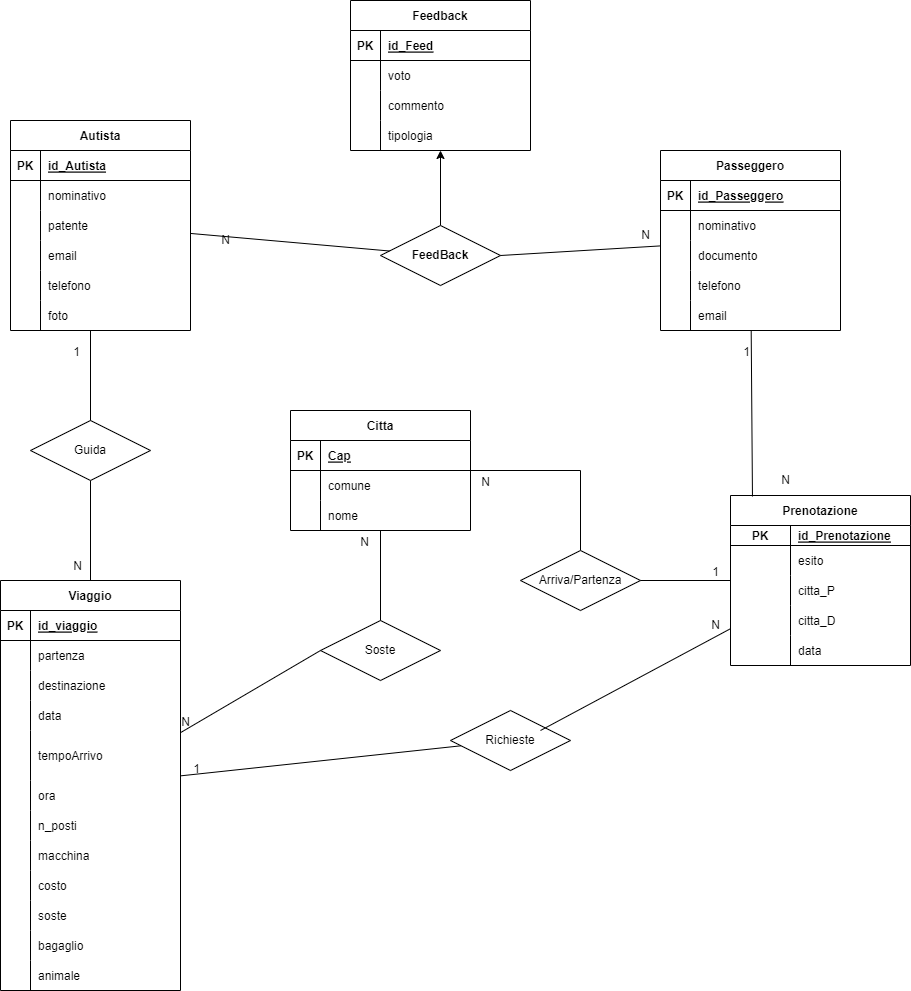 Feedback
PK id_Feed
voto
commento
tipologia
Autista
PK id_Autista
nominativo
patente
email
telefono
foto
Passeggero
PK id_Passeggero
nominativo
documento
telefono
email
N
FeedBack
N
1
1
Guida
N
Citta
PK Cap
comune
nome
N
N
N
Arriva/Partenza
1
Prenotazione
PK id_Prenotazione
esito
citta_P
citta_D
data
N
Viaggio
PK id_viaggio
partenza
destinazione
data
tempoArrivo
ora
n_posti
macchina
costo
soste
bagaglio
animale
Soste
N
Richieste
1